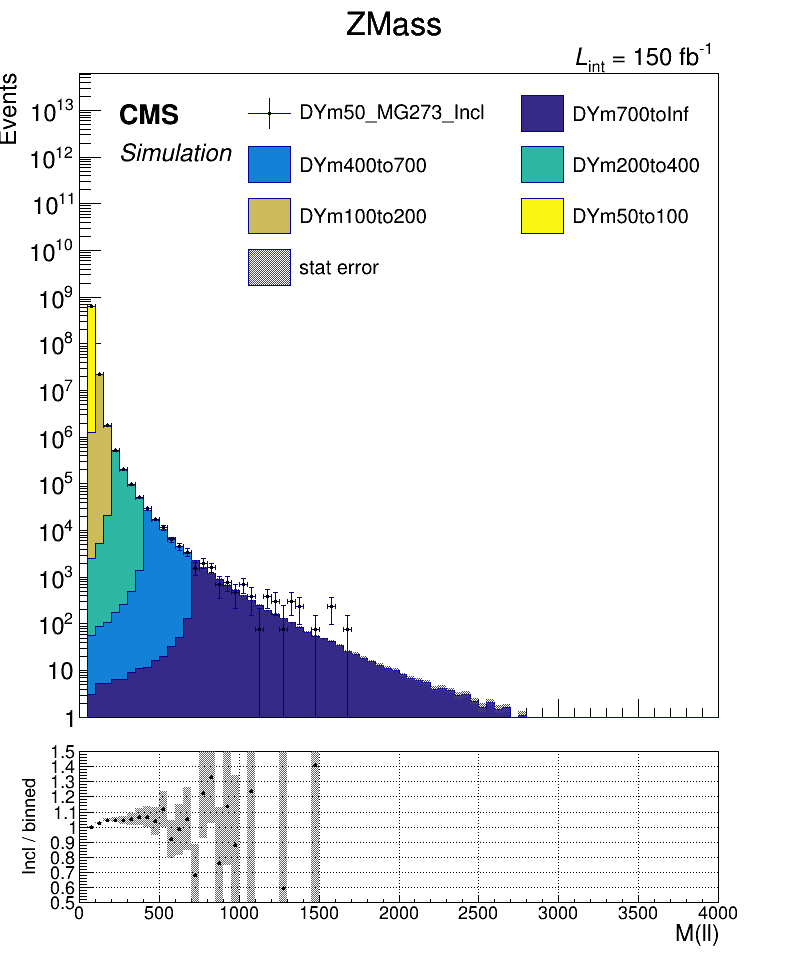 ZMass
L_int = 150 fb^-1
Events
CMS
Simulation
DYm50_MG273_Incl
DYm700toInf
DYm400to700
DYm200to400
DYm100to200
DYm50to100
stat error
10^13
10^12
10^11
10^10
10^9
10^8
10^7
10^6
10^5
10^4
10^3
10^2
10
1
Incl / binned
1.5
1.4
1.3
1.2
1.1
1
0.9
0.8
0.7
0.6
0.5
0 500 1000 1500 2000 2500 3000 3500 4000
M(ll)